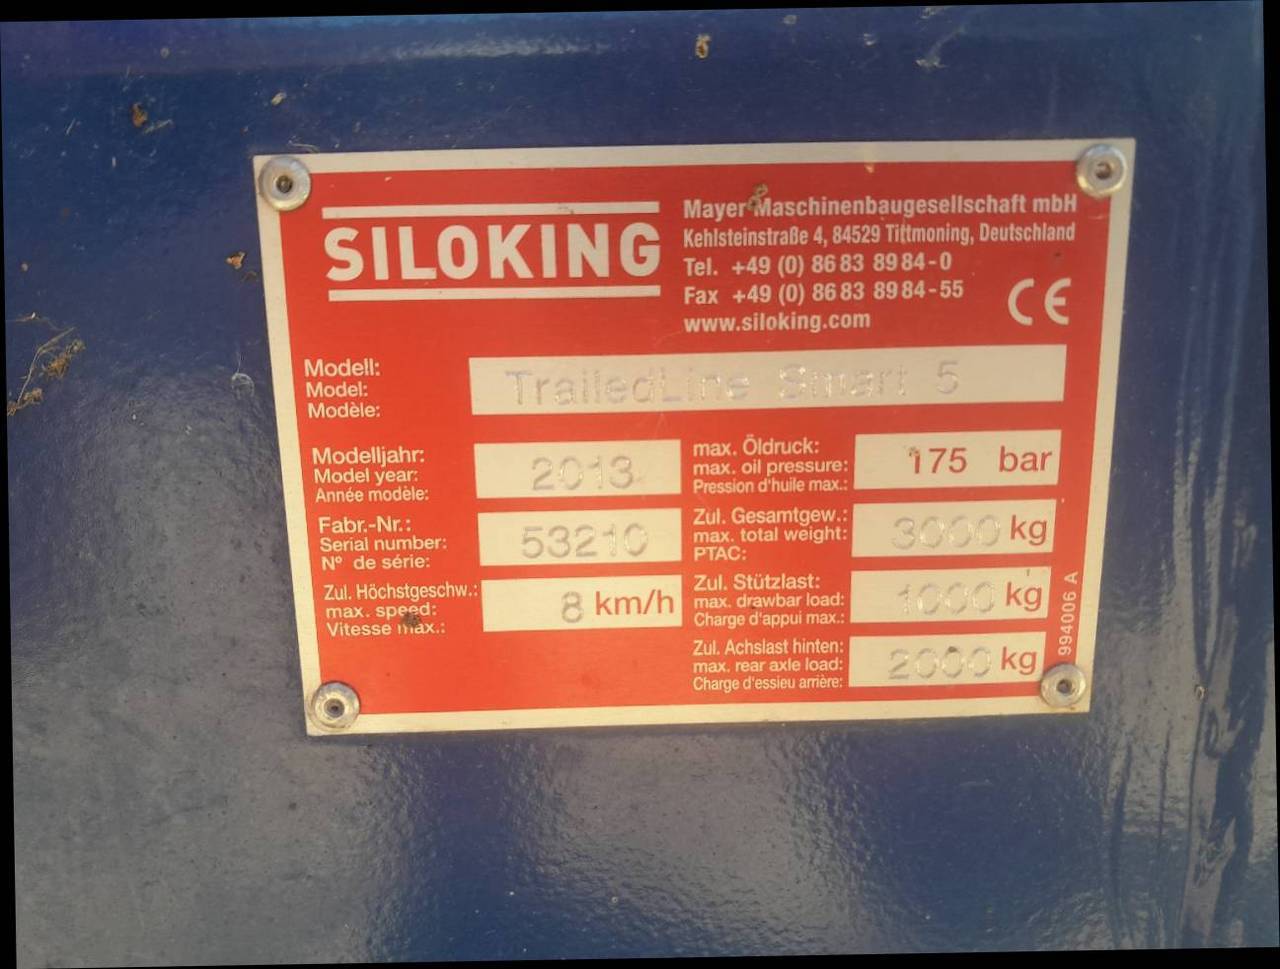 SILOKING
Mayer Maschinenbaugesellschaft mbH
Kehlsteinstraße 4, 84529 Tittmoning, Deutschland
Tel. +49 (0) 86 83 89 84 - 0
Fax +49 (0) 86 83 89 84 - 55
www.siloking.com
CE
Modell:
Model:
Modèle:
TrailedLine Smart 5
Modelljahr:
Model year:
Année modèle:
2013
Fabr.-Nr.:
Serial number:
N° de série:
53210
Zul. Höchstgeschw.:
max. speed:
Vitesse max.:
8 km/h
max. Öldruck:
max. oil pressure:
Pression d'huile max.:
175 bar
Zul. Gesamtgew.:
max. total weight:
PTAC:
3000 kg
Zul. Stützlast:
max. drawbar load:
Charge d'appui max.:
1000 kg
Zul. Achslast hinten:
max. rear axle load:
Charge d'essieu arrière:
2000 kg
994006 A